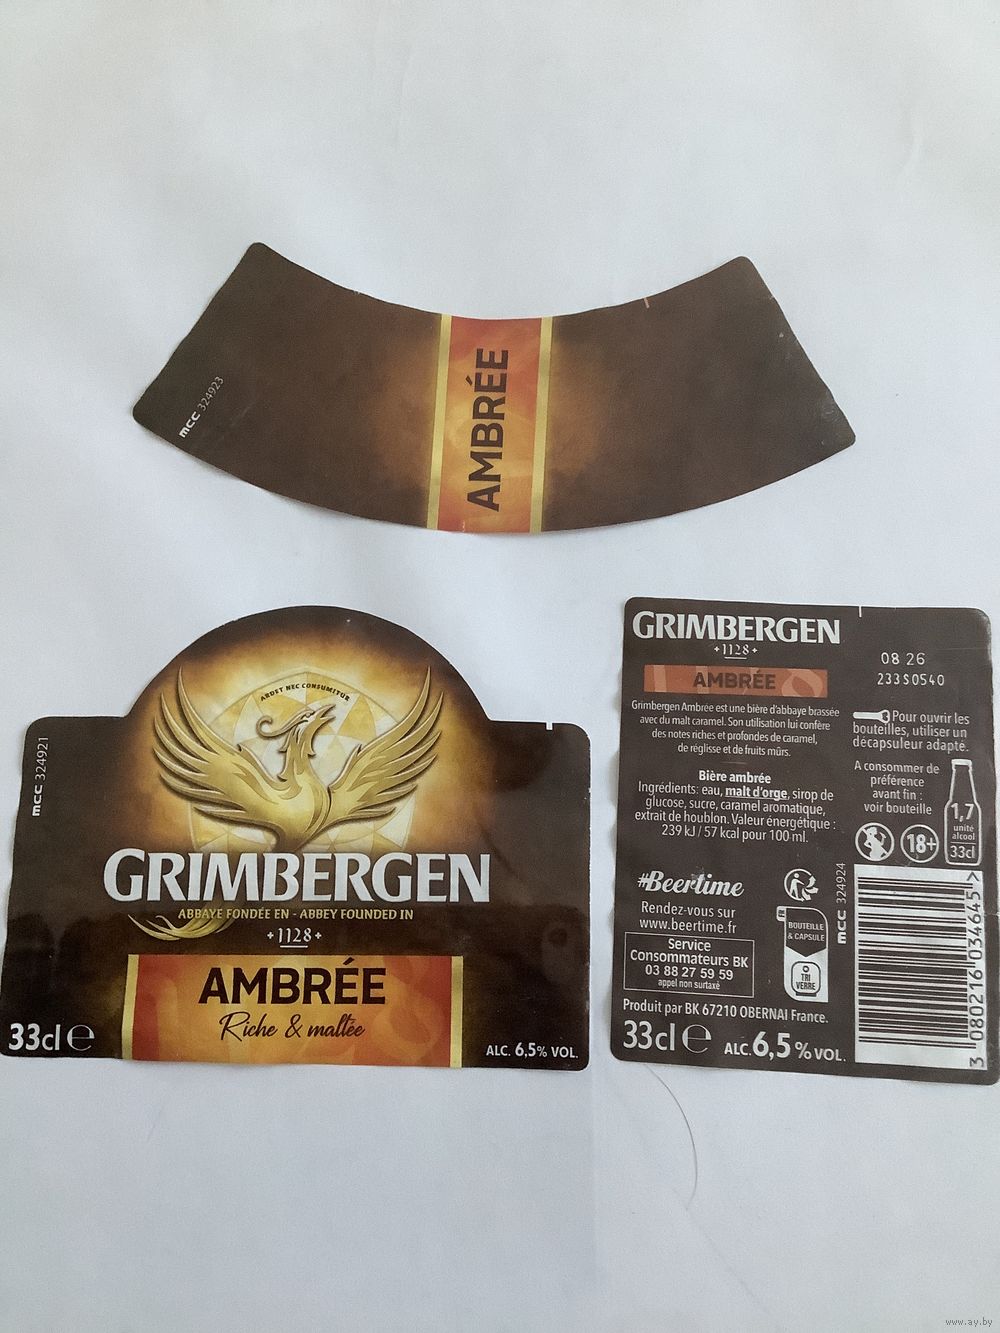 AMBRÉE
mcc 324923
ARDET NEC CONSUMITUR
mcc 324921
GRIMBERGEN
ABBAYE FONDÉE EN - ABBEY FOUNDED IN
1128
AMBRÉE
Riche & maltée
33cl e
ALC. 6,5% VOL.
GRIMBERGEN
1128
AMBRÉE
Grimbergen Ambrée est une bière d'abbaye brassée
avec du malt caramel. Son utilisation lui confère
des notes riches et profondes de caramel,
de réglisse et de fruits mûrs.
Bière ambrée
Ingrédients: eau, malt d'orge, sirop de
glucose, sucre, caramel aromatique,
extrait de houblon. Valeur énergétique :
239 kJ / 57 kcal pour 100 ml.
#Beertime
Rendez-vous sur
www.beertime.fr
Service
Consommateurs BK
03 88 27 59 59
appel non surtaxé
Produit par BK 67210 OBERNAI France.
33cl e ALC. 6,5 % VOL.
08 26
233S0540
Pour ouvrir les
bouteilles, utiliser un
décapsuleur adapté.
A consommer de
préférence
avant fin :
voir bouteille
18+
1,7
unité
alcool
33cl
FR
BOUTEILLE
& CAPSULE
TRI
VERRE
mcc 324924
3 080216 034645 >
www.ay.by